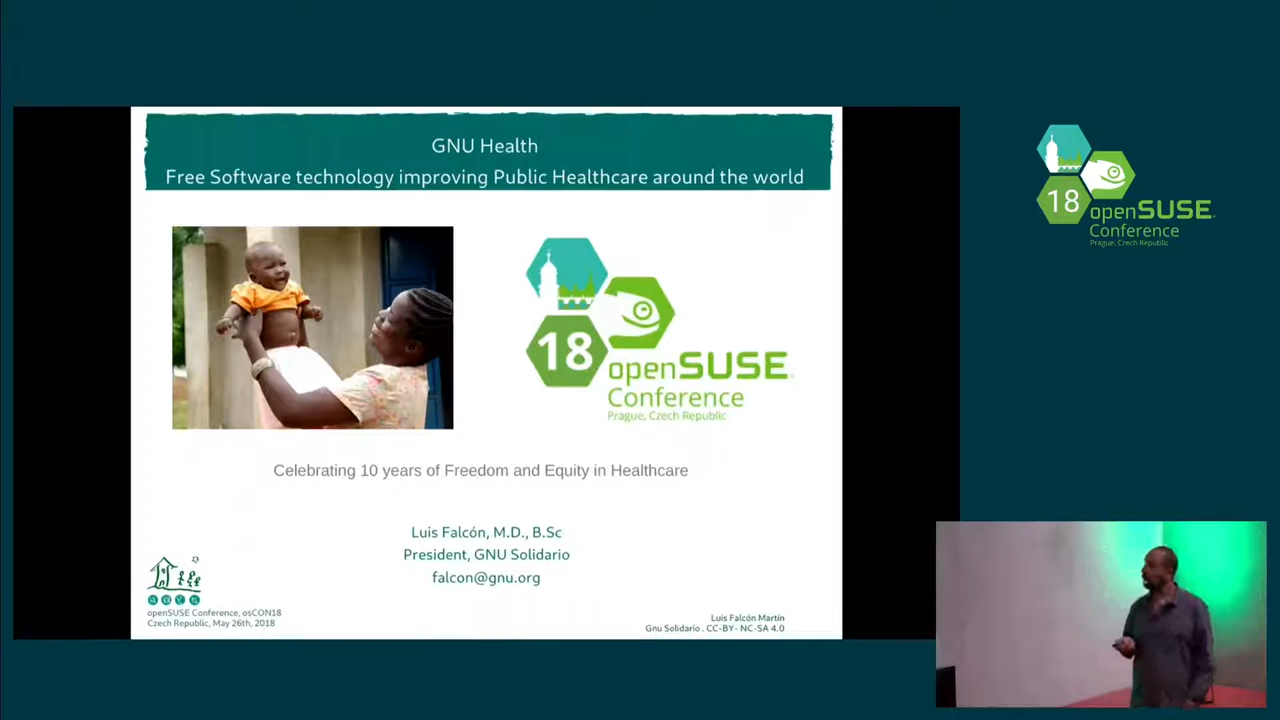 GNU Health
Free Software technology improving Public Healthcare around the world
18
openSUSE
Conference
Prague, Czech Republic
Celebrating 10 years of Freedom and Equity in Healthcare
Luis Falcón, M.D., B.Sc
President, GNU Solidario
falcon@gnu.org
openSUSE Conference, osCON18
Czech Republic, May 26th, 2018
Luis Falcón Martín
Gnu Solidario . CC-BY- NC-SA 4.0
18
openSUSE
Conference
Prague, Czech Republic